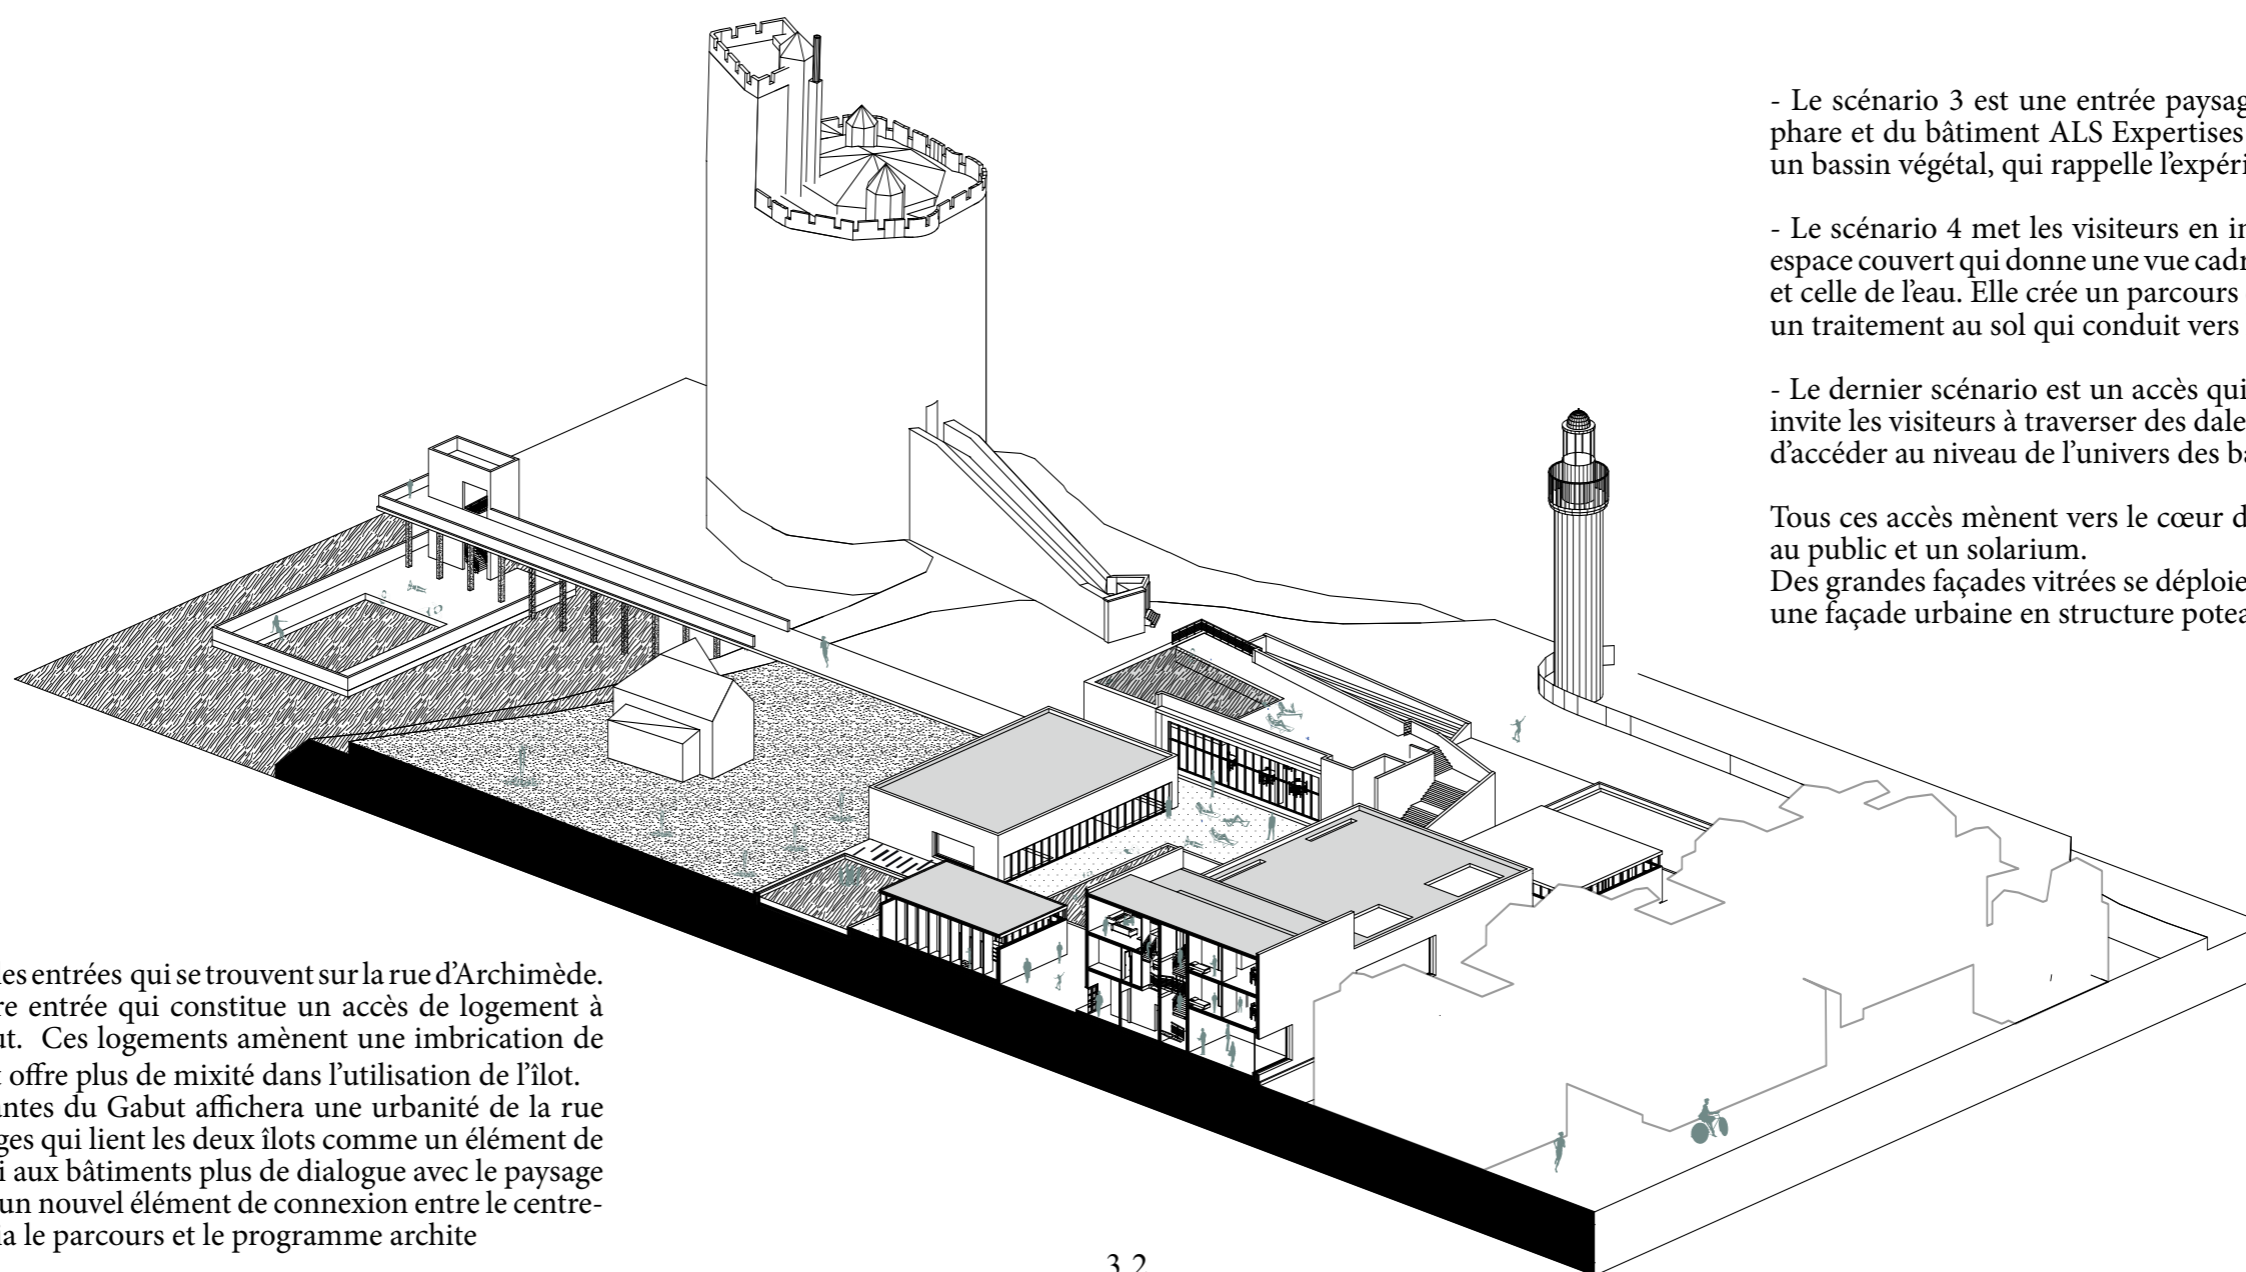 - Le scénario 3 est une entrée paysag
phare et du bâtiment ALS Expertises
un bassin végétal, qui rappelle l'expéri
- Le scénario 4 met les visiteurs en
espace couvert qui donne une vue cadr
et celle de l'eau. Elle crée un parcours
un traitement au sol qui conduit vers
- Le dernier scénario est un accès qui
invite les visiteurs à traverser des dale
d'accéder au niveau de l'univers des ba
Tous ces accès mènent vers le cœur d
au public et un solarium.
Des grandes façades vitrées se déploie
une façade urbaine en structure potea
les entrées qui se trouvent sur la rue d'Archimède.
re entrée qui constitue un accès de logement à
ut. Ces logements amènent une imbrication de
t offre plus de mixité dans l'utilisation de l'îlot.
antes du Gabut affichera une urbanité de la rue
ges qui lient les deux îlots comme un élément de
i aux bâtiments plus de dialogue avec le paysage
un nouvel élément de connexion entre le centre-
ia le parcours et le programme archite
3.2